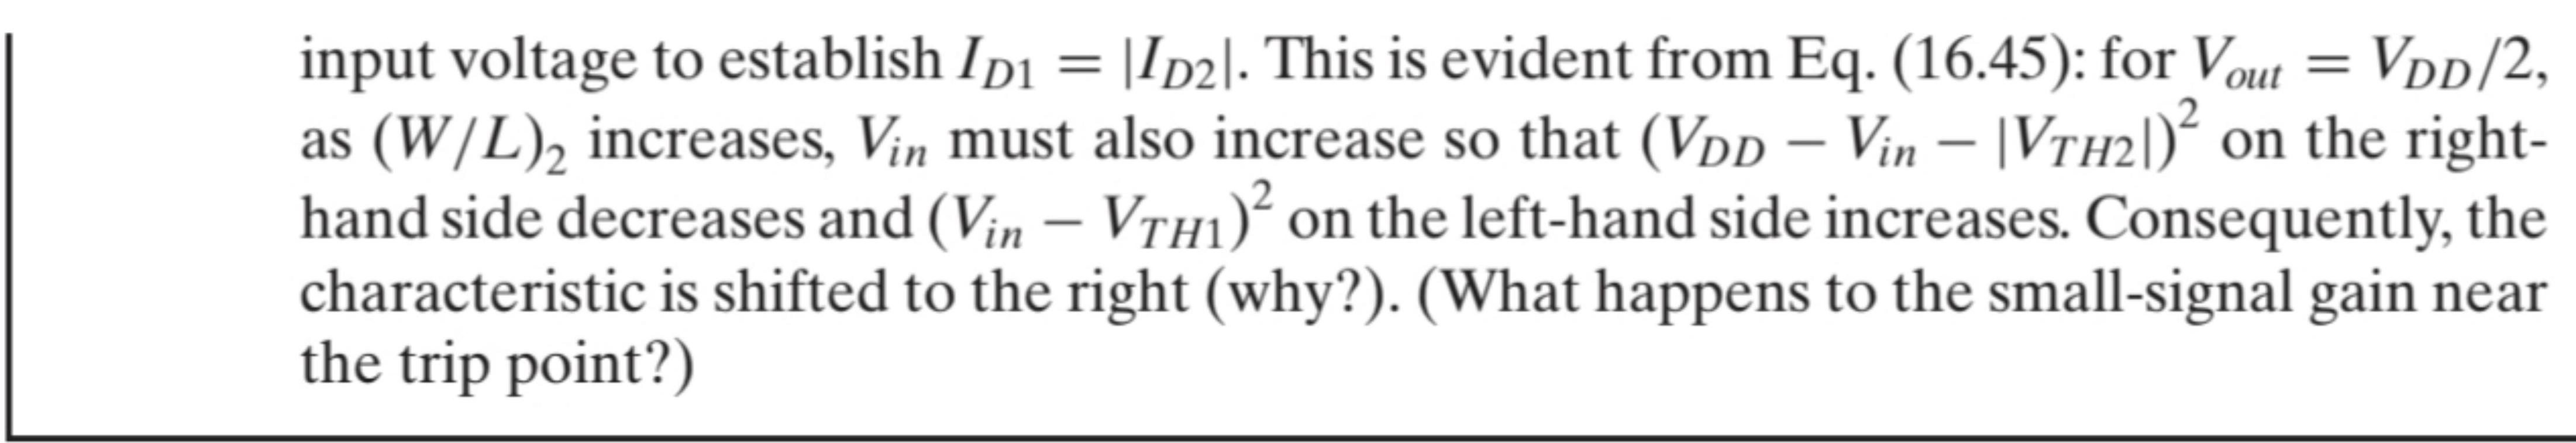 input voltage to establish I_{D1} = |I_{D2}|. This is evident from Eq. (16.45): for V_{out} = V_{DD}/2,
as (W/L)_2 increases, V_{in} must also increase so that (V_{DD} − V_{in} − |V_{TH2}|)^2 on the right-
hand side decreases and (V_{in} − V_{TH1})^2 on the left-hand side increases. Consequently, the
characteristic is shifted to the right (why?). (What happens to the small-signal gain near
the trip point?)